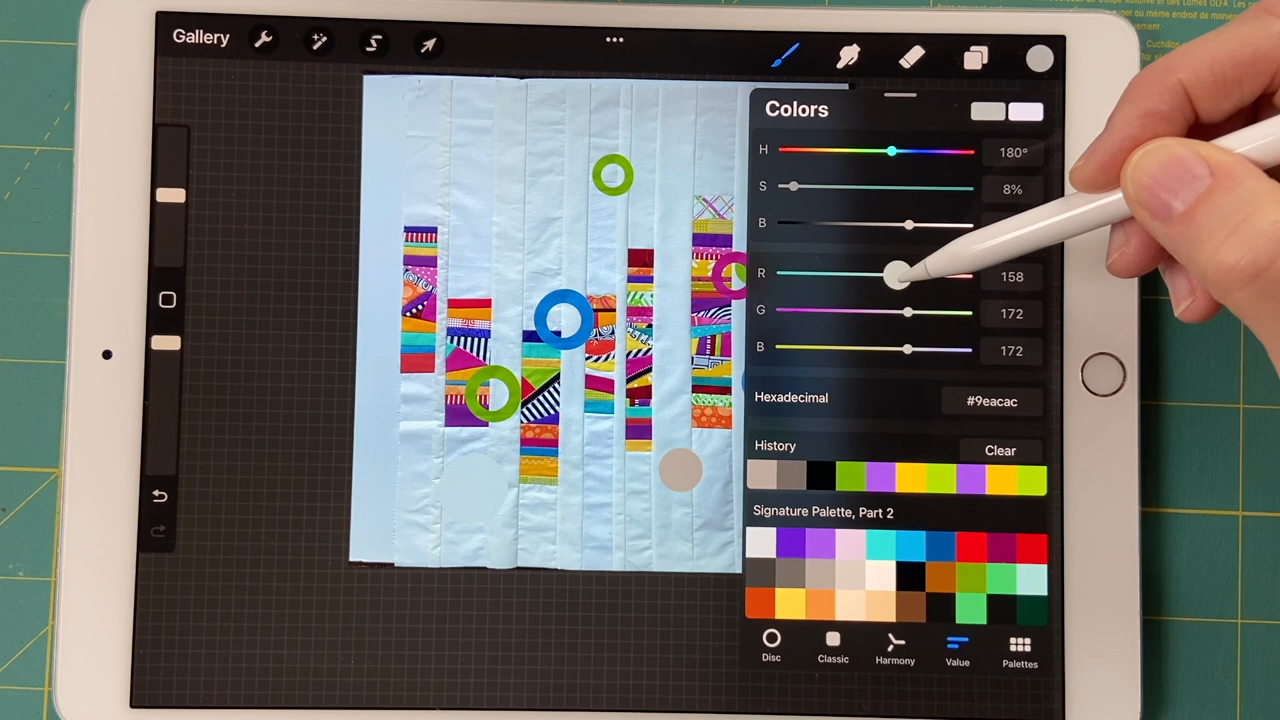 Gallery
Colors
H 180°
S 8%
B
R 158
G 172
B 172
Hexadecimal #9eacac
History Clear
Signature Palette, Part 2
Disc Classic Harmony Value Palettes